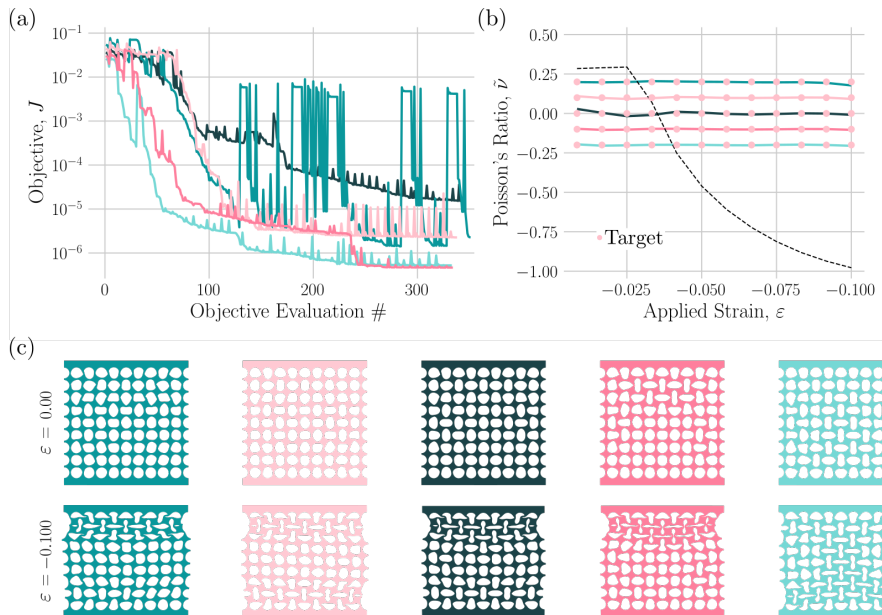 (a)
10⁻¹
10⁻²
10⁻³
10⁻⁴
10⁻⁵
10⁻⁶
Objective, J
0
100
200
300
Objective Evaluation #
(b)
0.50
0.25
0.00
−0.25
−0.50
−0.75
−1.00
Poisson's Ratio, ν̃
Target
−0.025
−0.050
−0.075
−0.100
Applied Strain, ε
(c)
ε = 0.00
ε = −0.100